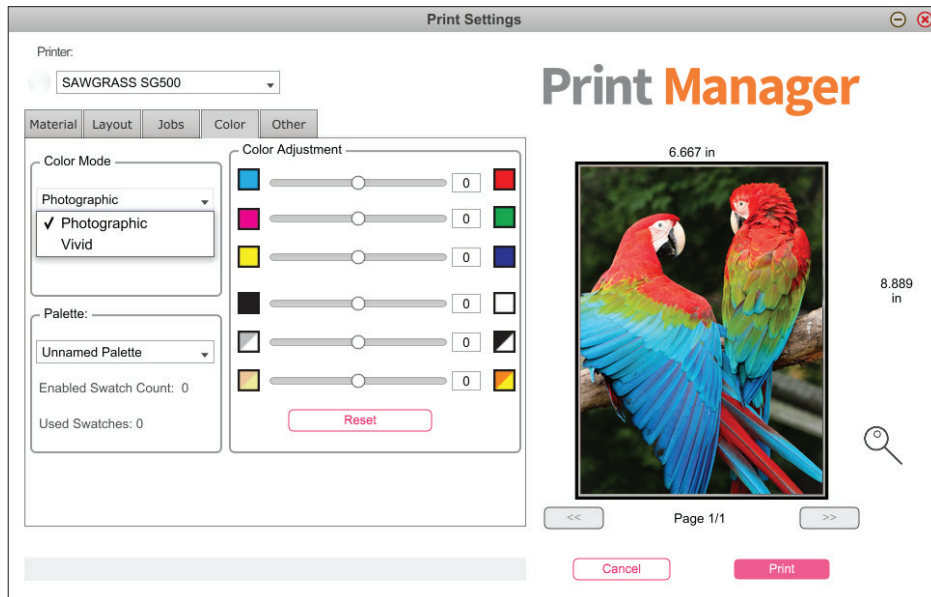 Print Settings
Printer:
SAWGRASS SG500
Print Manager
Material Layout Jobs Color Other
Color Mode
Photographic
✓ Photographic
Vivid
Palette:
Unnamed Palette
Enabled Swatch Count: 0
Used Swatches: 0
Color Adjustment
0
0
0
0
0
0
Reset
6.667 in
8.889
in
<< Page 1/1 >>
Cancel Print